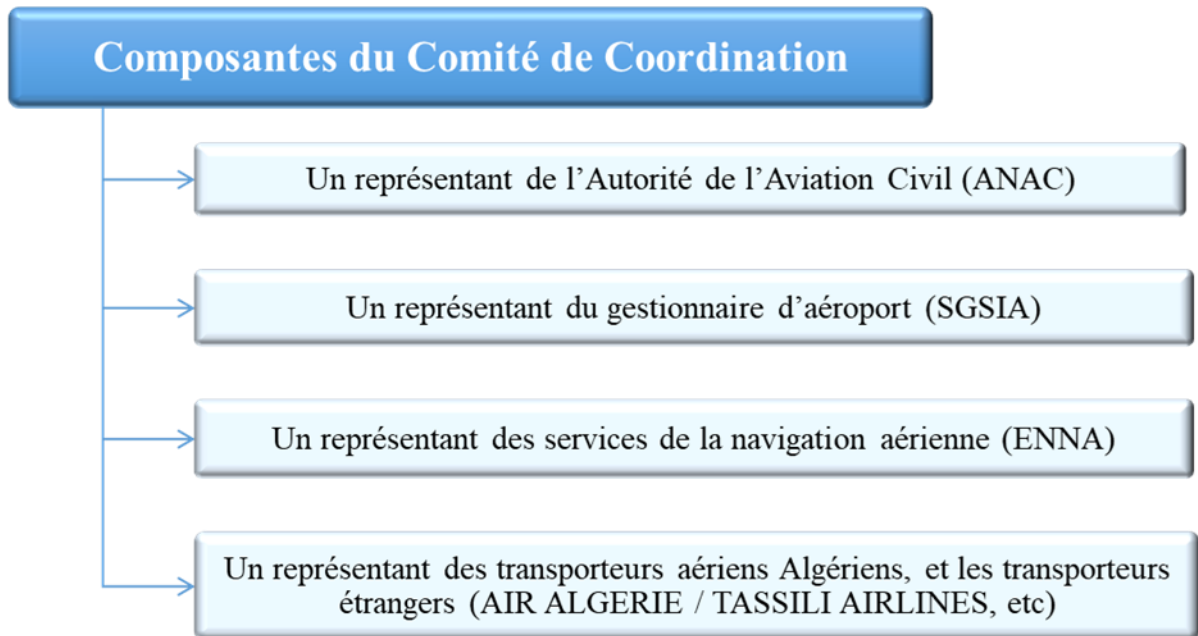 Composantes du Comité de Coordination
Un représentant de l’Autorité de l’Aviation Civil (ANAC)
Un représentant du gestionnaire d’aéroport (SGSIA)
Un représentant des services de la navigation aérienne (ENNA)
Un représentant des transporteurs aériens Algériens, et les transporteurs
étrangers (AIR ALGERIE / TASSILI AIRLINES, etc)